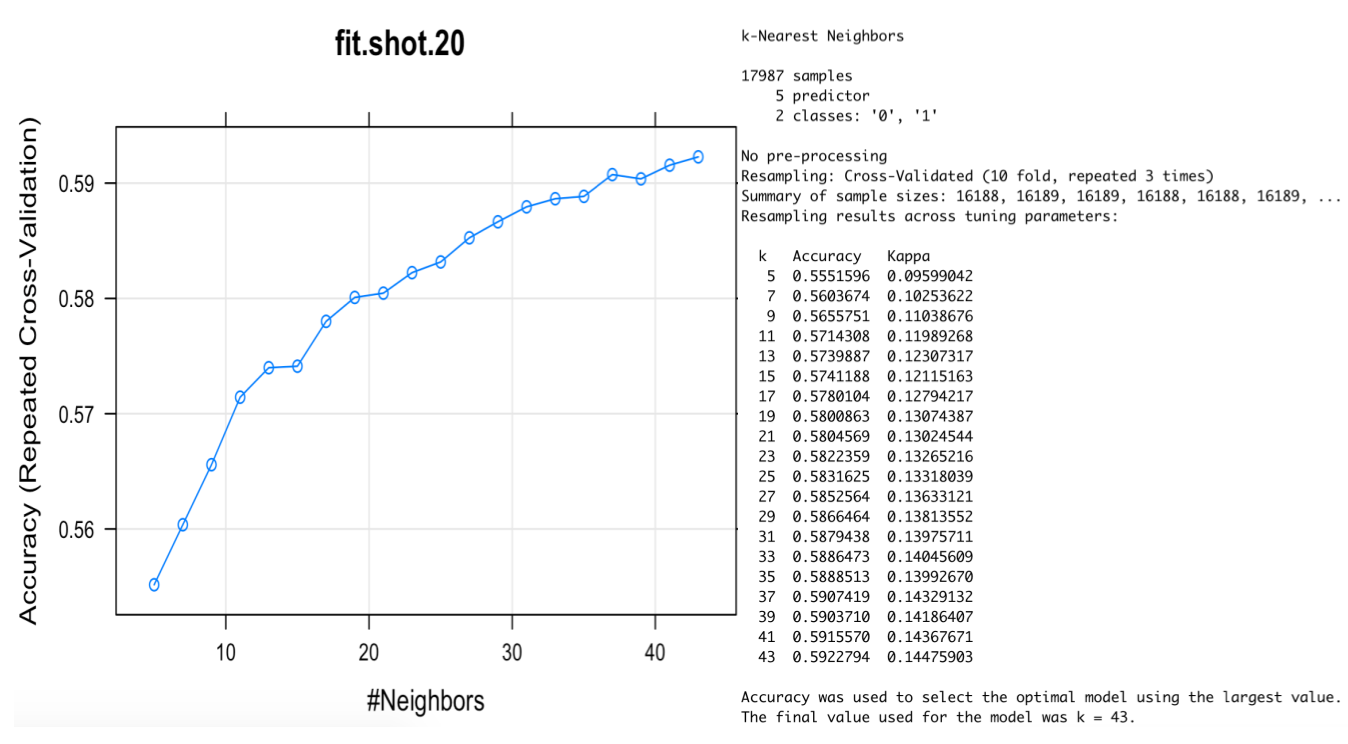 fit.shot.20
Accuracy (Repeated Cross-Validation)
0.59
0.58
0.57
0.56
10 20 30 40
#Neighbors
k-Nearest Neighbors
17987 samples
5 predictor
2 classes: '0', '1'
No pre-processing
Resampling: Cross-Validated (10 fold, repeated 3 times)
Summary of sample sizes: 16188, 16189, 16189, 16188, 16188, 16189, ...
Resampling results across tuning parameters:
k Accuracy Kappa
5 0.5551596 0.09599042
7 0.5603674 0.10253622
9 0.5655751 0.11038676
11 0.5714308 0.11989268
13 0.5739887 0.12307317
15 0.5741188 0.12115163
17 0.5780104 0.12794217
19 0.5800863 0.13074387
21 0.5804569 0.13024544
23 0.5822359 0.13265216
25 0.5831625 0.13318039
27 0.5852564 0.13633121
29 0.5866464 0.13813552
31 0.5879438 0.13975711
33 0.5886473 0.14045609
35 0.5888513 0.13992670
37 0.5907419 0.14329132
39 0.5903710 0.14186407
41 0.5915570 0.14367671
43 0.5922794 0.14475903
Accuracy was used to select the optimal model using the largest value.
The final value used for the model was k = 43.